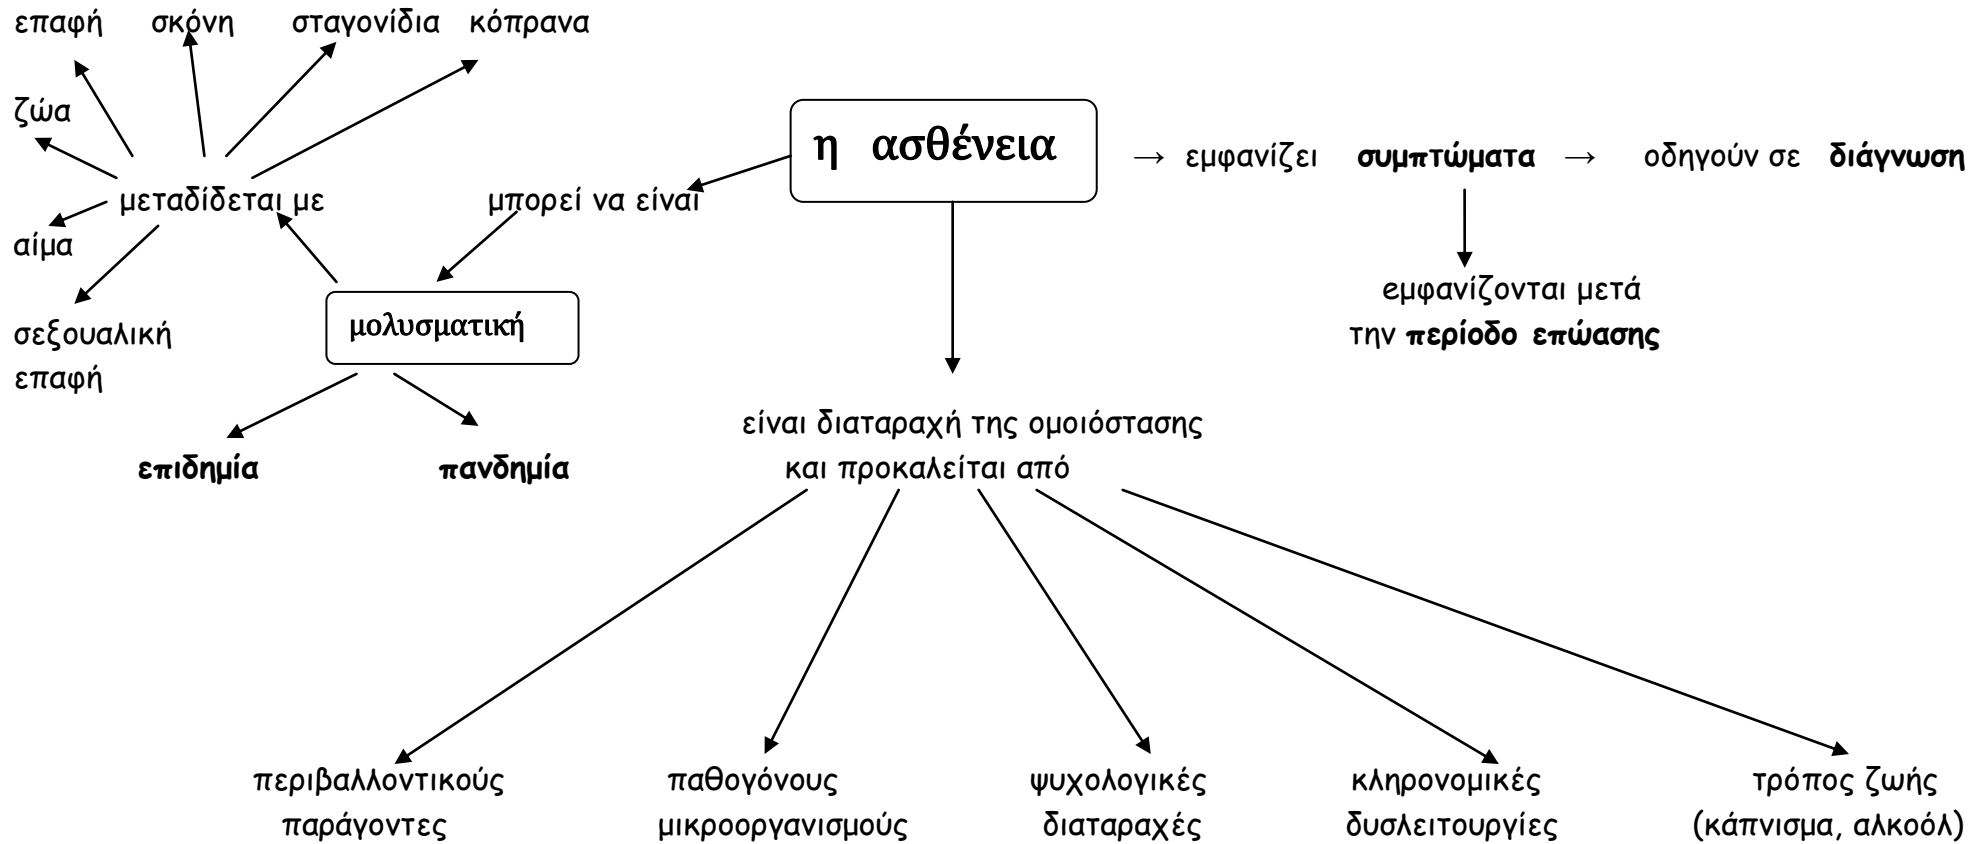 επαφή σκόνη σταγονίδια κόπρανα
ζώα
η ασθένεια
→ εμφανίζει συμπτώματα → οδηγούν σε διάγνωση
μεταδίδεται με
μπορεί να είναι
αίμα
eμφανίζονται μετά
την περίοδο επώασης
σεξουαλική
επαφή
μολυσματική
είναι διαταραχή της ομοιόστασης
και προκαλείται από
επιδημία πανδημία
περιβαλλοντικούς
παράγοντες
παθογόνους
μικροοργανισμούς
ψυχολογικές
διαταραχές
κληρονομικές
δυσλειτουργίες
τρόπος ζωής
(κάπνισμα, αλκοόλ)